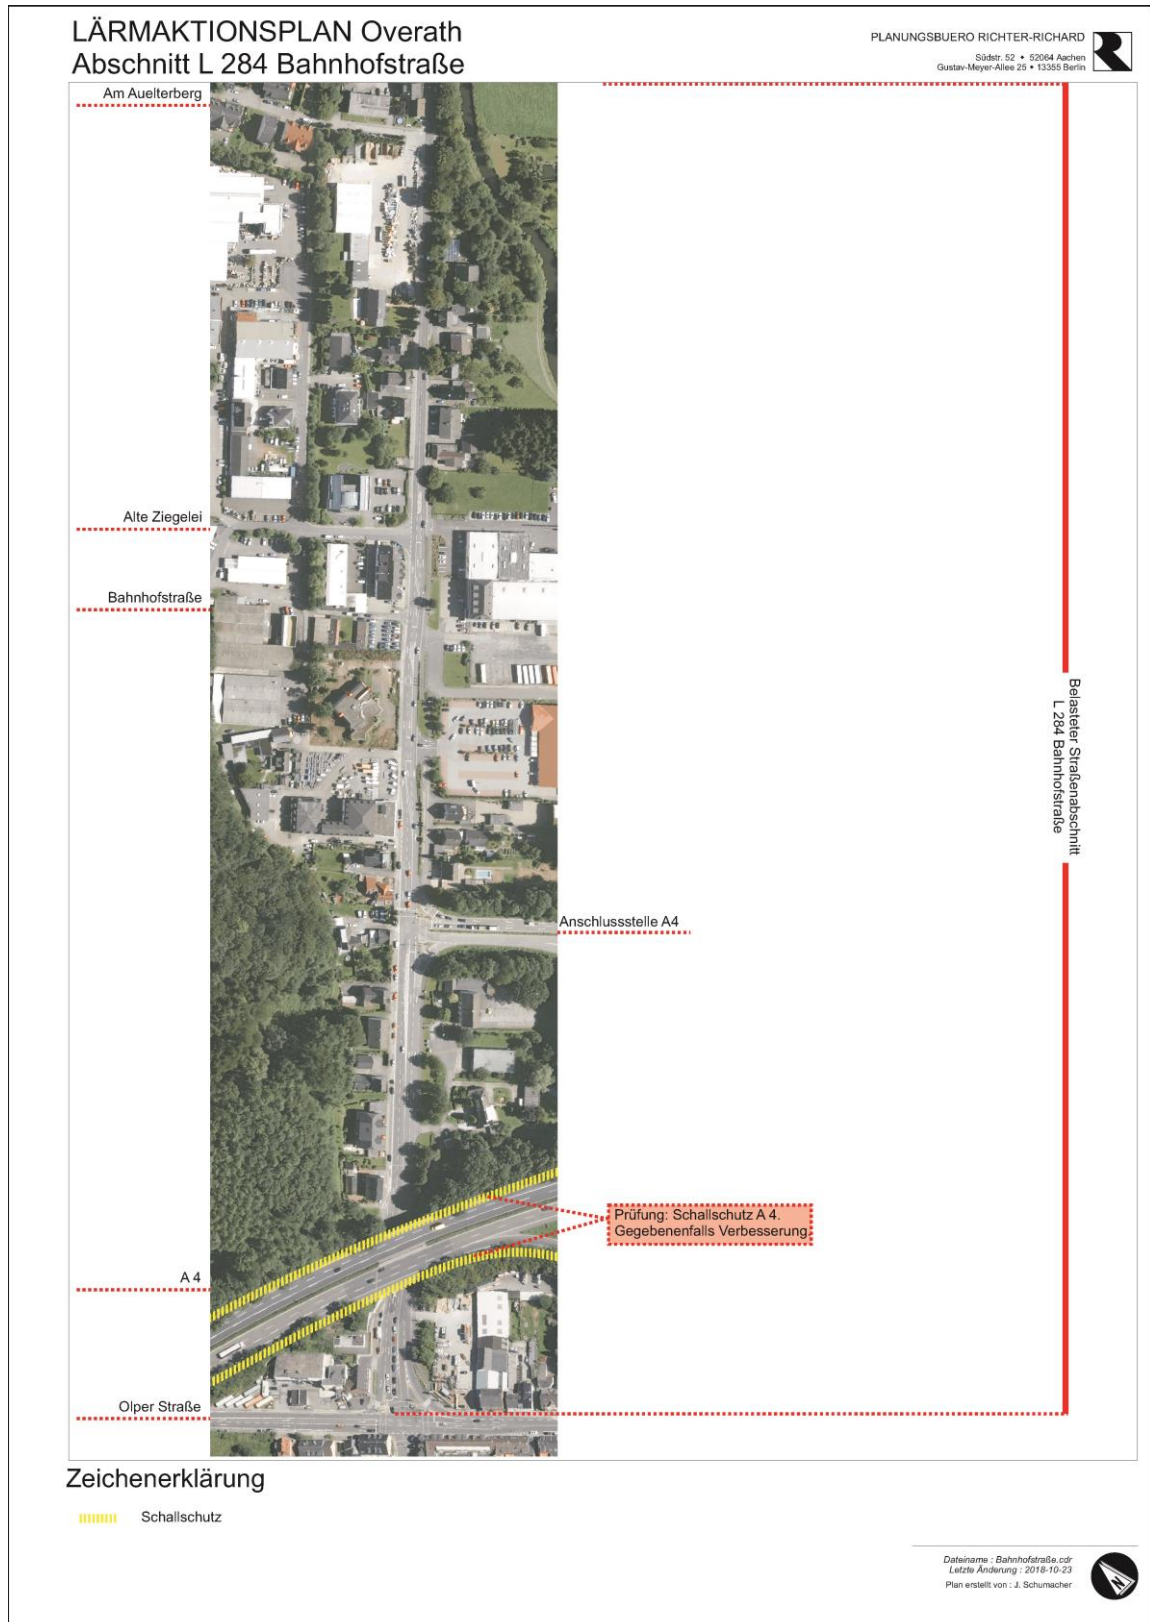 LÄRMAKTIONSPLAN Overath
Abschnitt L 284 Bahnhofstraße
PLANUNGSBUERO RICHTER-RICHARD
Südstr. 52 • 52064 Aachen
Gustav-Meyer-Allee 25 • 13355 Berlin
Am Auelterberg
Alte Ziegelei
Bahnhofstraße
Belasteter Straßenabschnitt
L 284 Bahnhofstraße
Anschlussstelle A4
Prüfung: Schallschutz A 4.
Gegebenenfalls Verbesserung
A 4
Olper Straße
Zeichenerklärung
Schallschutz
Dateiname : Bahnhofstraße.cdr
Letzte Änderung : 2018-10-23
Plan erstellt von : J. Schumacher
N